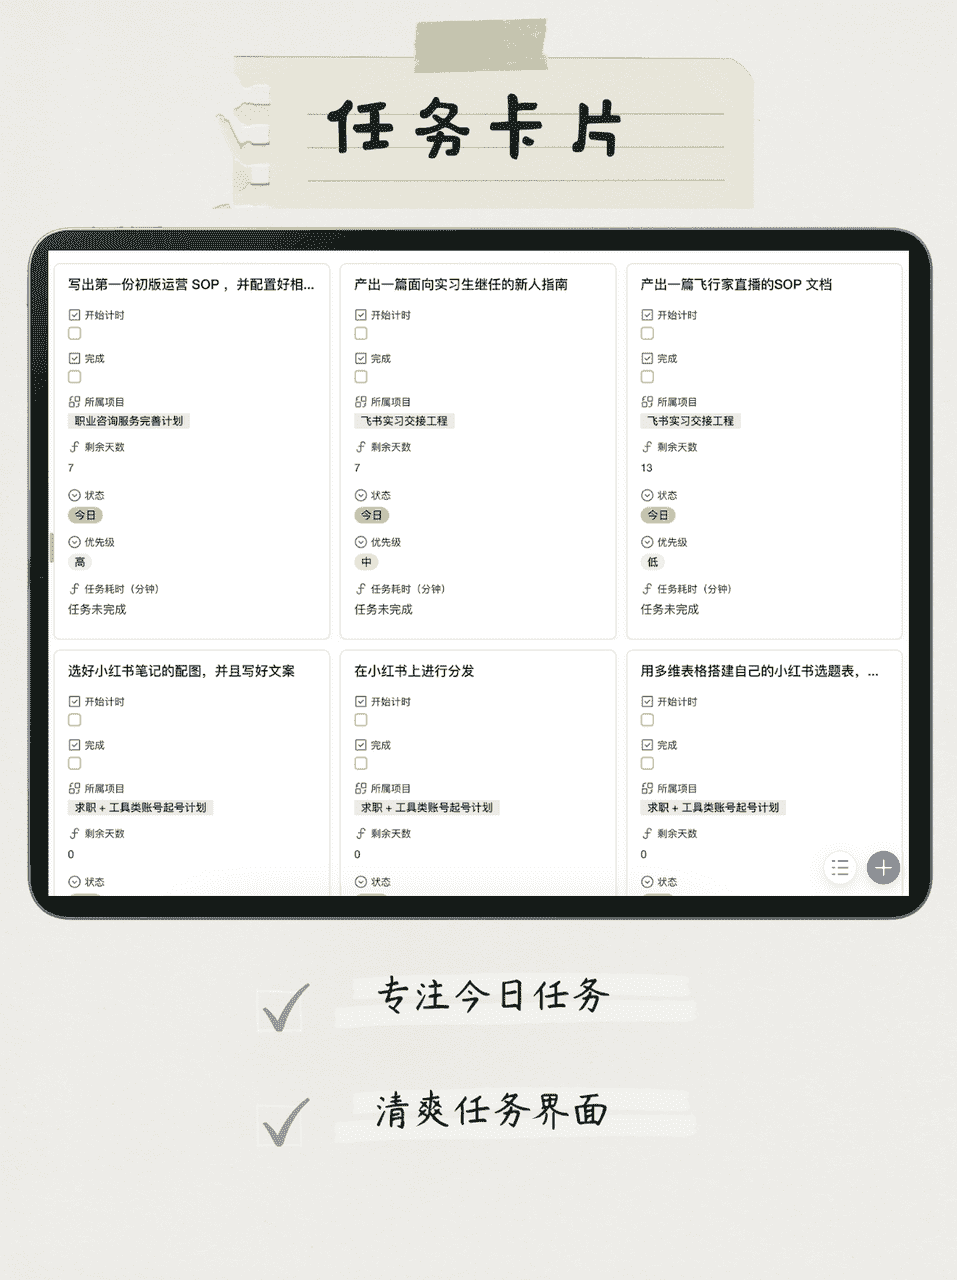 任务卡片
写出第一份初版运营 SOP ，并配置好相...
开始计时
完成
所属项目
职业咨询服务完善计划
剩余天数
7
状态
今日
优先级
高
任务耗时（分钟）
任务未完成
产出一篇面向实习生继任的新人指南
开始计时
完成
所属项目
飞书实习交接工程
剩余天数
7
状态
今日
优先级
中
任务耗时（分钟）
任务未完成
产出一篇飞行家直播的SOP 文档
开始计时
完成
所属项目
飞书实习交接工程
剩余天数
13
状态
今日
优先级
低
任务耗时（分钟）
任务未完成
选好小红书笔记的配图，并且写好文案
开始计时
完成
所属项目
求职 + 工具类账号起号计划
剩余天数
0
状态
在小红书上进行分发
开始计时
完成
所属项目
求职 + 工具类账号起号计划
剩余天数
0
状态
用多维表格搭建自己的小红书选题表，...
开始计时
完成
所属项目
求职 + 工具类账号起号计划
剩余天数
0
状态
专注今日任务
清爽任务界面